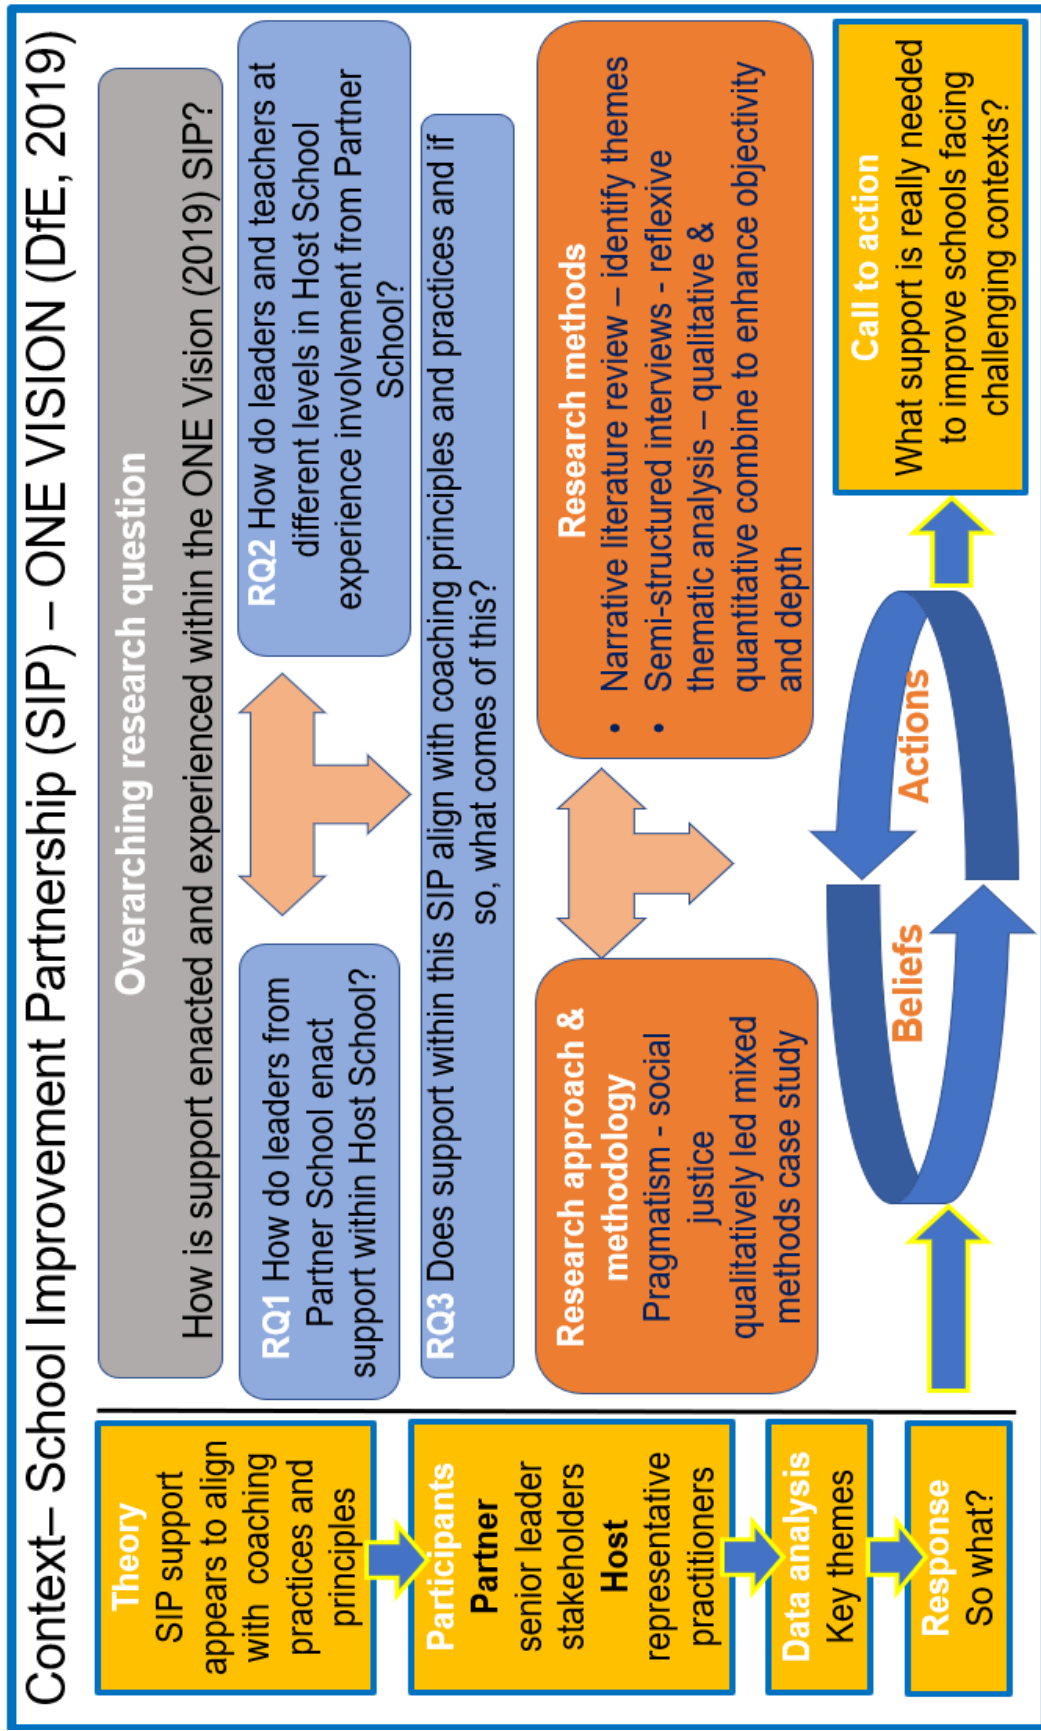 Context– School Improvement Partnership (SIP) – ONE VISION (DfE, 2019)
Theory
SIP support
appears to align
with coaching
practices and
principles
Participants
Partner
senior leader
stakeholders
Host
representative
practitioners
Data analysis
Key themes
Response
So what?
Overarching research question
How is support enacted and experienced within the ONE Vision (2019) SIP?
RQ1 How do leaders from
Partner School enact
support within Host School?
RQ2 How do leaders and teachers at
different levels in Host School
experience involvement from Partner
School?
RQ3 Does support within this SIP align with coaching principles and practices and if
so, what comes of this?
Research approach &
methodology
Pragmatism - social
justice
qualitatively led mixed
methods case study
Research methods
• Narrative literature review – identify themes
• Semi-structured interviews - reflexive
thematic analysis – qualitative &
quantitative combine to enhance objectivity
and depth
Beliefs
Actions
Call to action
What support is really needed
to improve schools facing
challenging contexts?